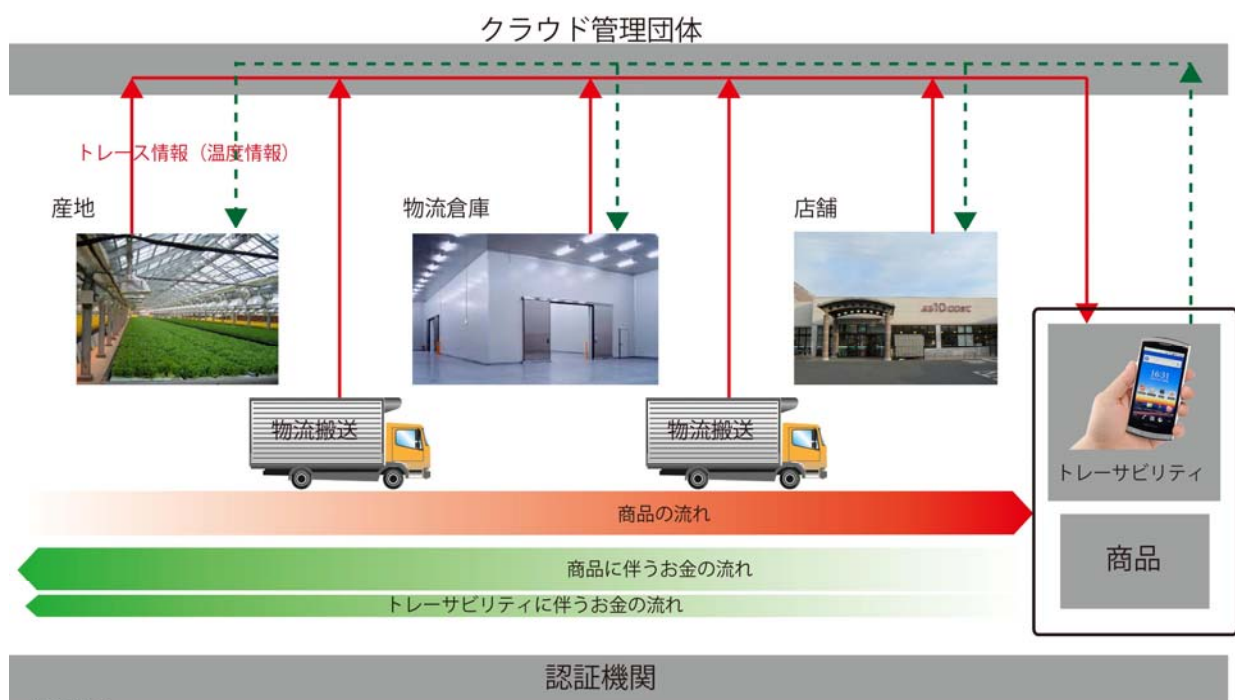 クラウド管理団体
トレース情報（温度情報）
産地
物流倉庫
店舗
物流搬送
物流搬送
トレーサビリティ
商品の流れ
商品
商品に伴うお金の流れ
トレーサビリティに伴うお金の流れ
認証機関
16:31